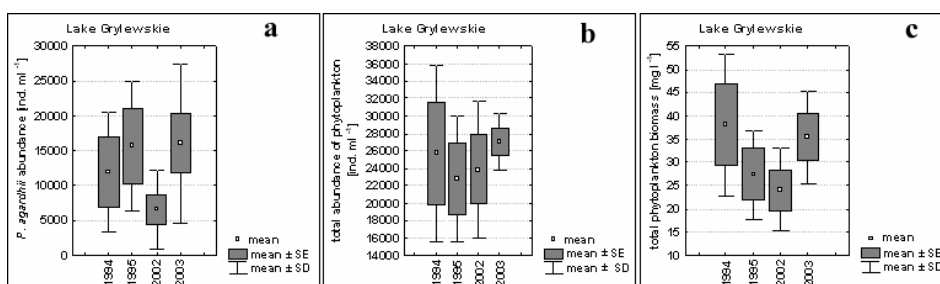 Lake Grylewskie
a
P. agardhii abundance [ind. ml⁻¹]
30000
25000
20000
15000
10000
5000
0
1994
1995
2002
2003
mean
mean ± SE
mean ± SD
Lake Grylewskie
b
total abundance of phytoplankton
[ind. ml⁻¹]
38000
36000
34000
32000
30000
28000
26000
24000
22000
20000
18000
16000
14000
1994
1995
2002
2003
mean
mean ± SE
mean ± SD
Lake Grylewskie
c
total phytoplankton biomass [mg l⁻¹]
55
50
45
40
35
30
25
20
15
10
1994
1995
2002
2003
mean
mean ± SE
mean ± SD